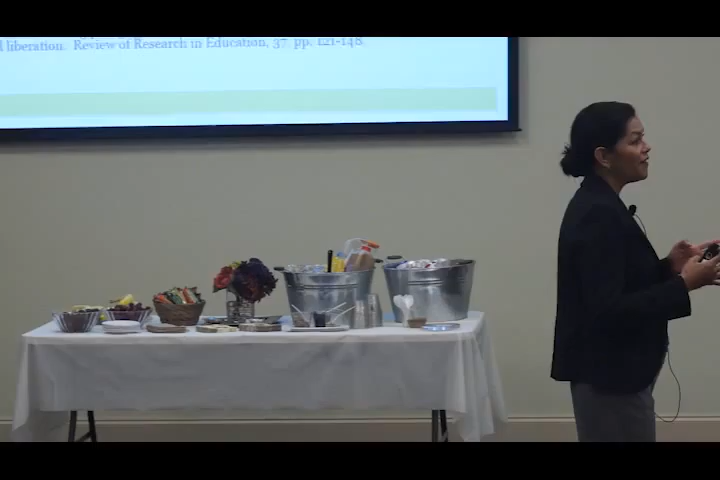 liberation. Review of Research in Education, 37. pp. 121-148.